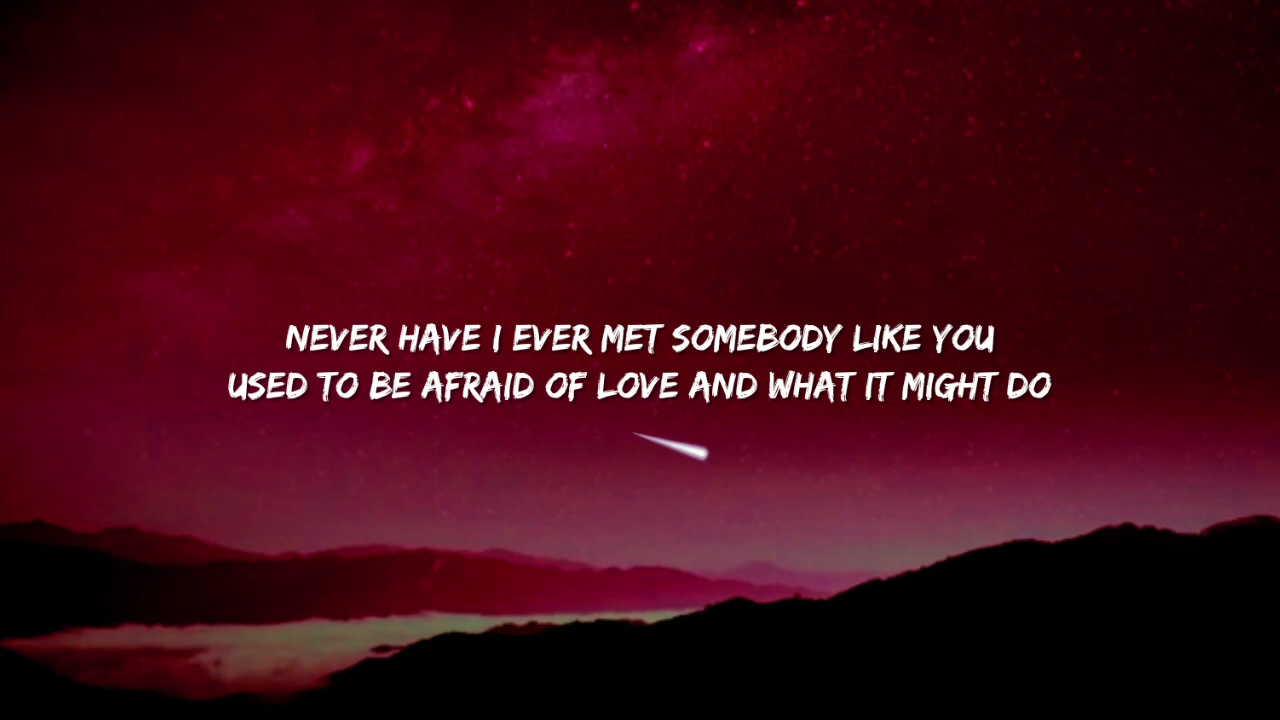 NEVER HAVE I EVER MET SOMEBODY LIKE YOU
USED TO BE AFRAID OF LOVE AND WHAT IT MIGHT DO